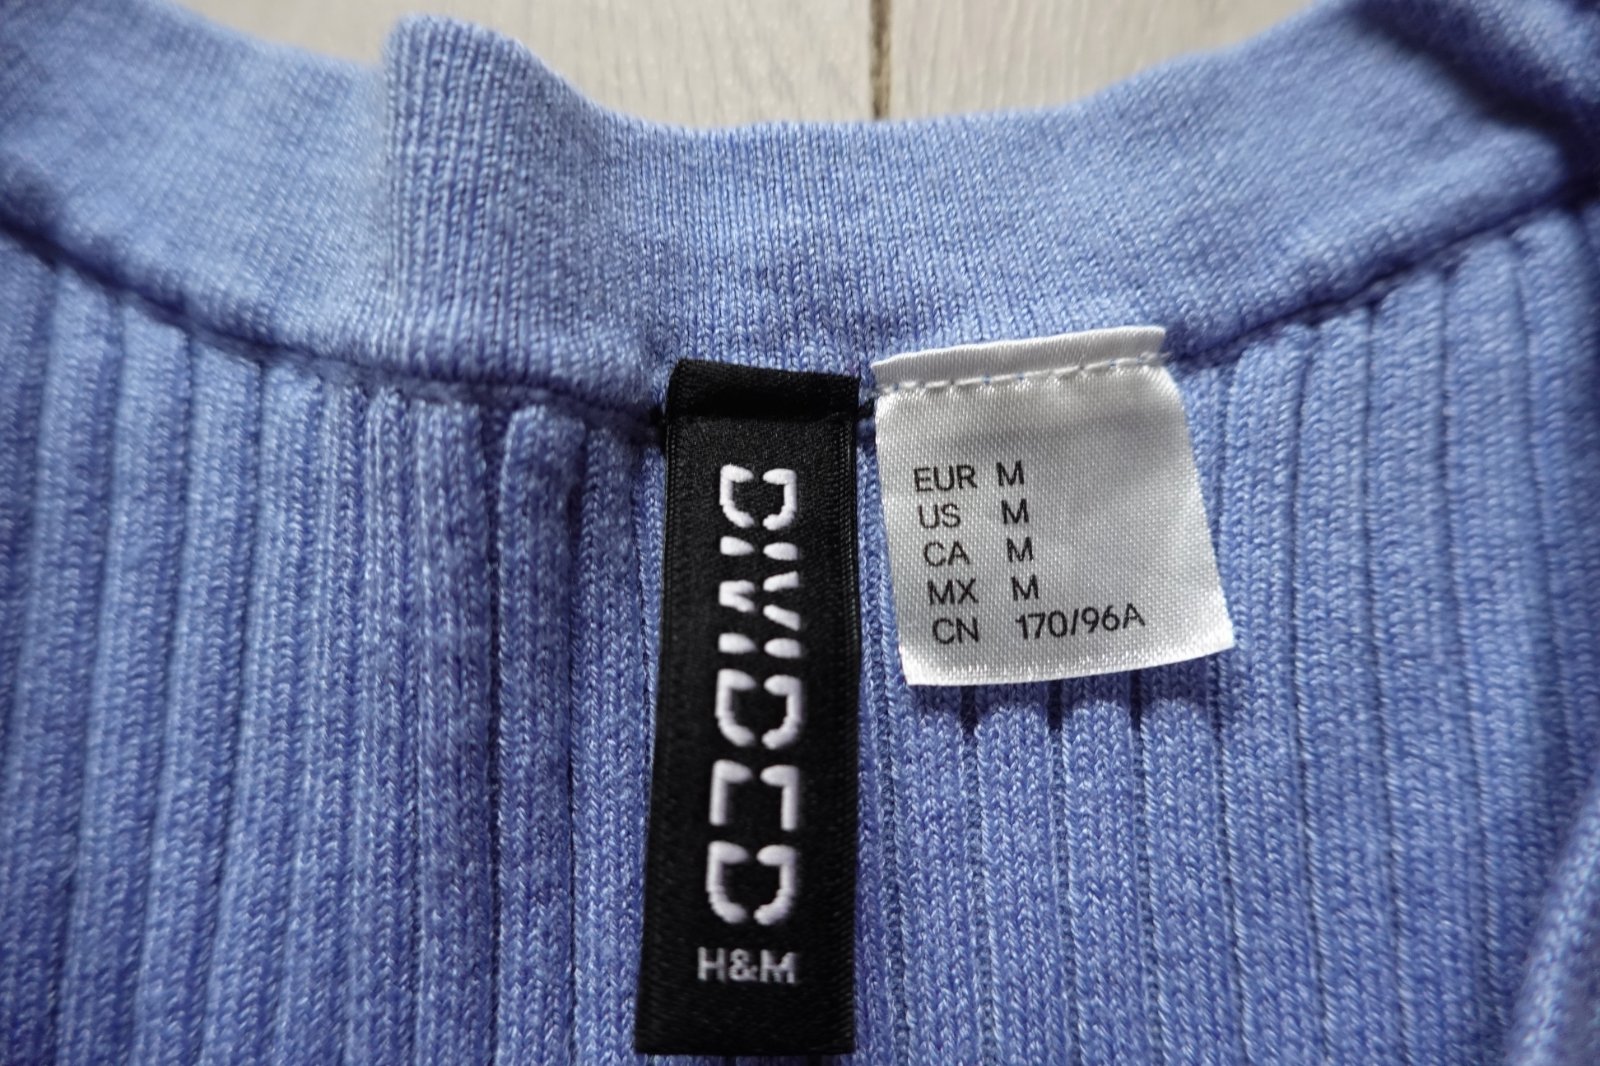 DIVIDED
H&M
EUR M
US M
CA M
MX M
CN 170/96A